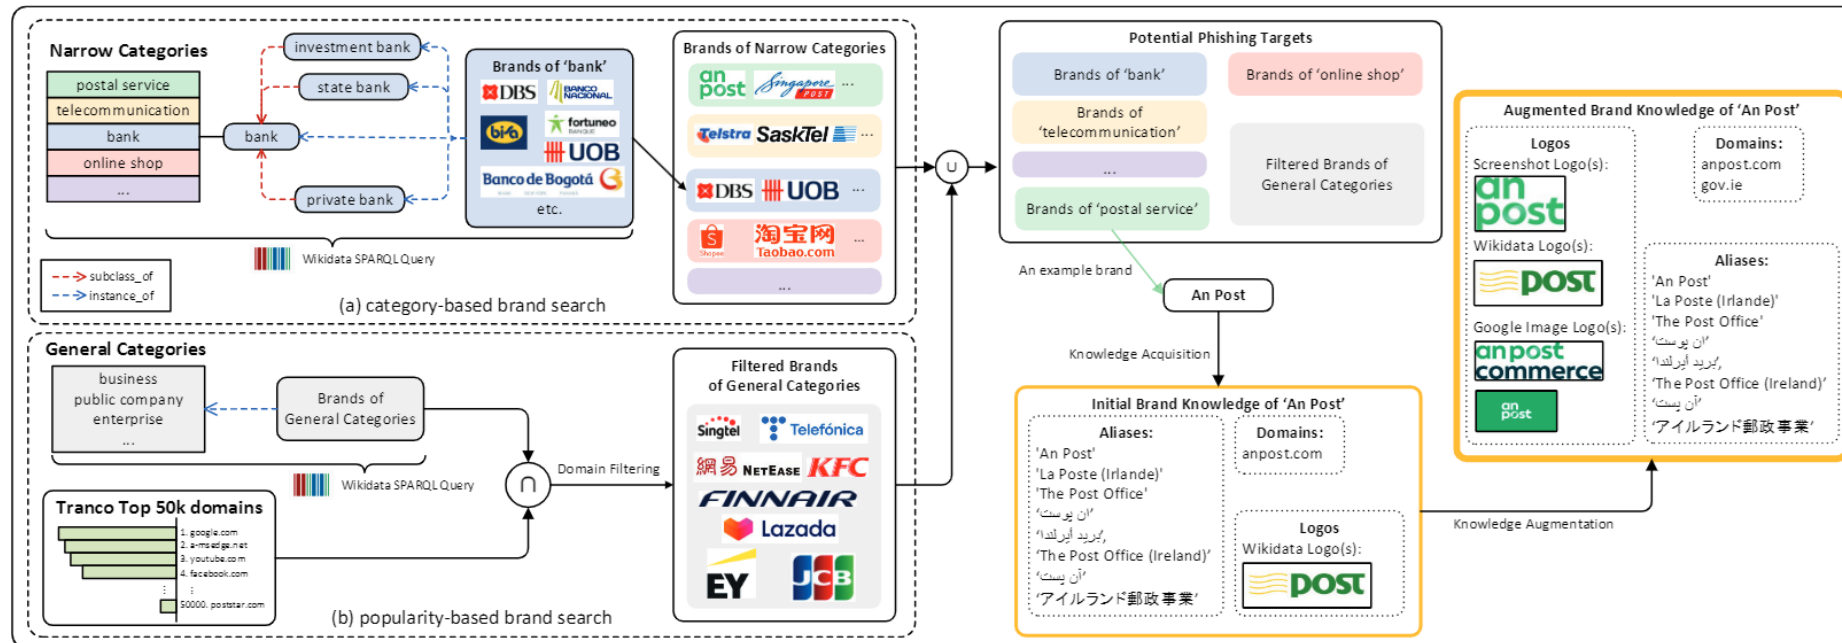 Narrow Categories
postal service
telecommunication
bank
online shop
...
bank
investment bank
state bank
private bank
Brands of 'bank'
DBS
BANCO
NACIONAL
fortuneo
BANQUE
UOB
Banco de Bogotá
etc.
Wikidata SPARQL Query
subclass_of
instance_of
(a) category-based brand search
Brands of Narrow Categories
an
post
Singapore
POST
...
Telstra
SaskTel
...
DBS
UOB
...
Shopee
淘宝网
Taobao.com
...
...
General Categories
business
public company
enterprise
...
Brands of
General Categories
Wikidata SPARQL Query
Tranco Top 50k domains
1. google.com
2. a-msedge.net
3. youtube.com
4. facebook.com
50000. poststar.com
(b) popularity-based brand search
∩
Domain Filtering
Filtered Brands
of General Categories
Singtel
Telefónica
網易 NETEASE
KFC
FINNAIR
Lazada
EY
JCB
∪
Potential Phishing Targets
Brands of 'bank'
Brands of 'online shop'
Brands of
'telecommunication'
...
Filtered Brands of
General Categories
Brands of 'postal service'
An example brand
An Post
Knowledge Acquisition
Initial Brand Knowledge of 'An Post'
Aliases:
'An Post'
'La Poste (Irlande)'
'The Post Office'
'ان پوست'
'بريد أيرلندا',
'The Post Office (Ireland)'
'آن پست'
'アイルランド郵政事業'
Domains:
anpost.com
Logos
Wikidata Logo(s):
post
Knowledge Augmentation
Augmented Brand Knowledge of 'An Post'
Logos
Screenshot Logo(s):
an
post
Wikidata Logo(s):
post
Google Image Logo(s):
an post
commerce
an
post
Domains:
anpost.com
gov.ie
Aliases:
'An Post'
'La Poste (Irlande)'
'The Post Office'
'ان پوست'
'بريد أيرلندا',
'The Post Office (Ireland)'
'آن پست'
'アイルランド郵政事業'